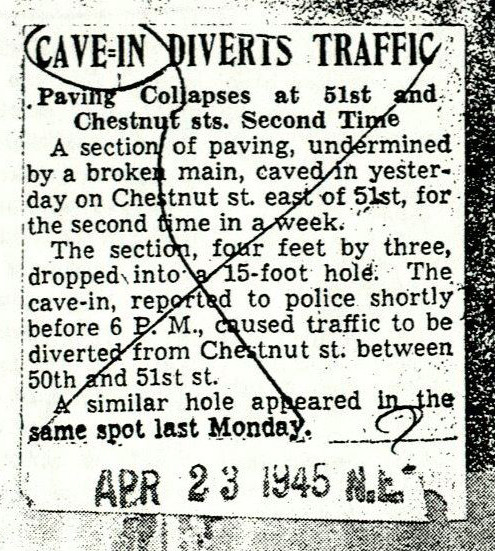 CAVE-IN DIVERTS TRAFFIC
Paving Collapses at 51st and
Chestnut sts. Second Time
A section of paving, undermined
by a broken main, caved in yester-
day on Chestnut st. east of 51st, for
the second time in a week.
The section, four feet by three,
dropped into a 15-foot hole. The
cave-in, reported to police shortly
before 6 P. M., caused traffic to be
diverted from Chestnut st. between
50th and 51st st.
A similar hole appeared in the
same spot last Monday.
?
APR 23 1945 N.E.